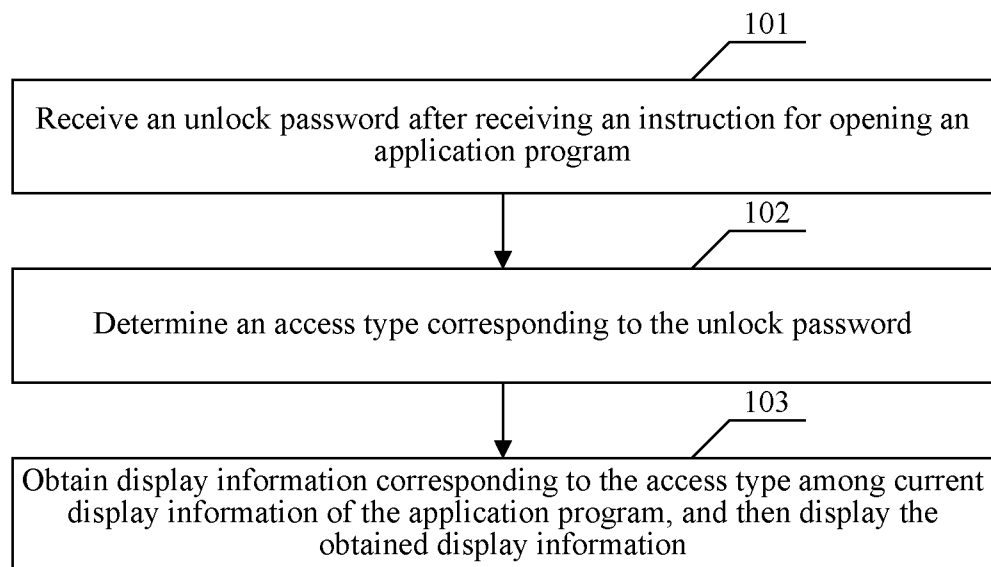 101
Receive an unlock password after receiving an instruction for opening an
application program
102
Determine an access type corresponding to the unlock password
103
Obtain display information corresponding to the access type among current
display information of the application program, and then display the
obtained display information